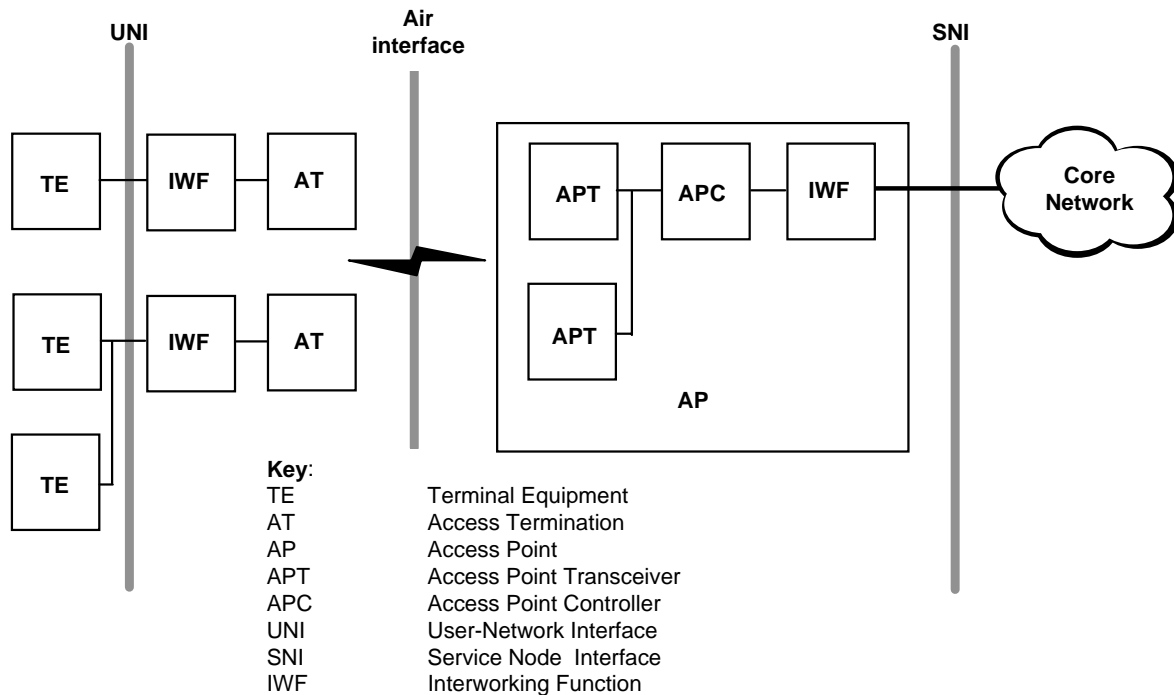 UNI
Air
interface
SNI
TE
IWF
AT
APT
APC
IWF
Core
Network
TE
IWF
AT
APT
AP
TE
Key:
TE Terminal Equipment
AT Access Termination
AP Access Point
APT Access Point Transceiver
APC Access Point Controller
UNI User-Network Interface
SNI Service Node Interface
IWF Interworking Function